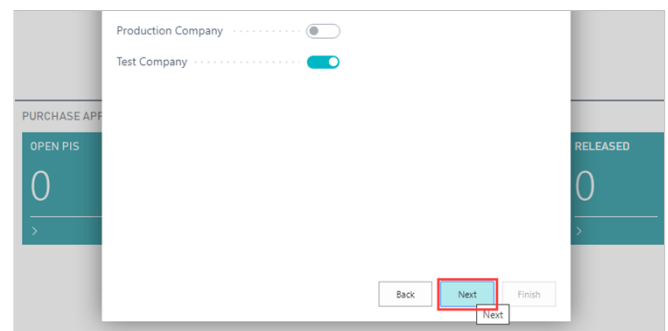 Production Company
Test Company
PURCHASE APP
OPEN PIS
0
>
RELEASED
0
>
Back
Next
Finish
Next